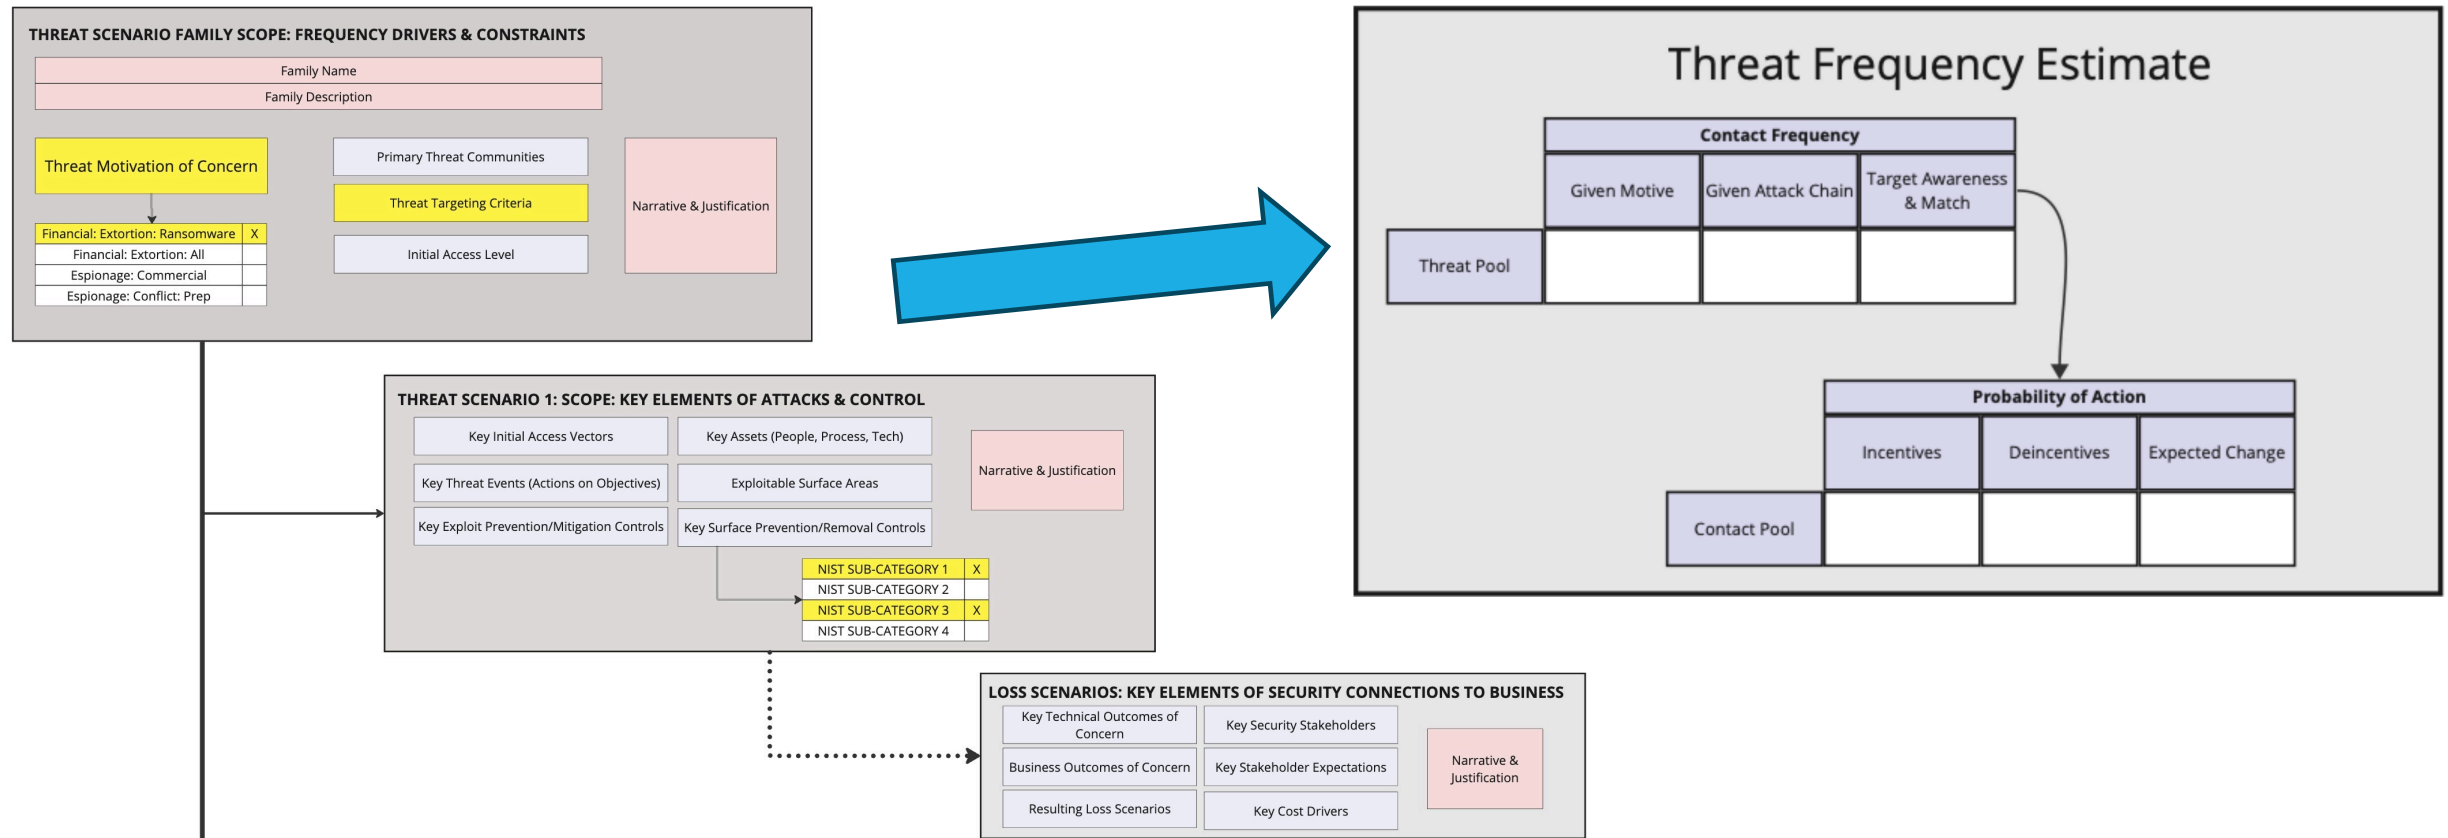 THREAT SCENARIO FAMILY SCOPE: FREQUENCY DRIVERS & CONSTRAINTS
Family Name
Family Description
Threat Motivation of Concern
Financial: Extortion: Ransomware X
Financial: Extortion: All
Espionage: Commercial
Espionage: Conflict: Prep
Primary Threat Communities
Threat Targeting Criteria
Initial Access Level
Narrative & Justification
Threat Frequency Estimate
Contact Frequency
Given Motive
Given Attack Chain
Target Awareness
& Match
Threat Pool
Probability of Action
Incentives
Deincentives
Expected Change
Contact Pool
THREAT SCENARIO 1: SCOPE: KEY ELEMENTS OF ATTACKS & CONTROL
Key Initial Access Vectors
Key Assets (People, Process, Tech)
Key Threat Events (Actions on Objectives)
Exploitable Surface Areas
Key Exploit Prevention/Mitigation Controls
Key Surface Prevention/Removal Controls
Narrative & Justification
NIST SUB-CATEGORY 1 X
NIST SUB-CATEGORY 2
NIST SUB-CATEGORY 3 X
NIST SUB-CATEGORY 4
LOSS SCENARIOS: KEY ELEMENTS OF SECURITY CONNECTIONS TO BUSINESS
Key Technical Outcomes of
Concern
Key Security Stakeholders
Business Outcomes of Concern
Key Stakeholder Expectations
Resulting Loss Scenarios
Key Cost Drivers
Narrative &
Justification